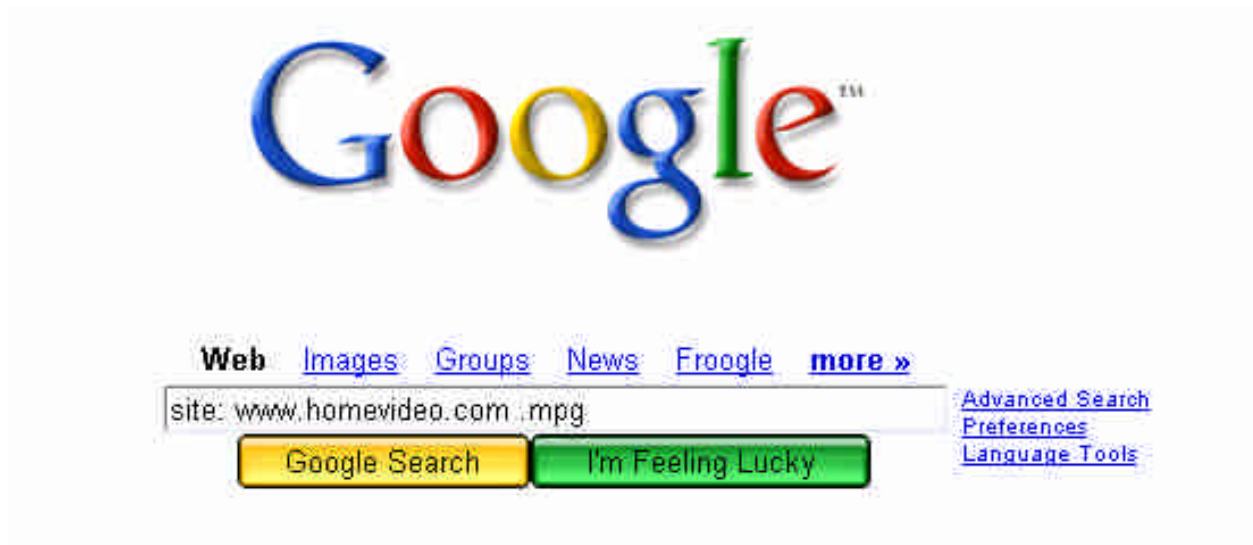 Google™
Web Images Groups News Froogle more »
site: www.homevideo.com .mpg
Advanced Search
Preferences
Language Tools
Google Search I'm Feeling Lucky